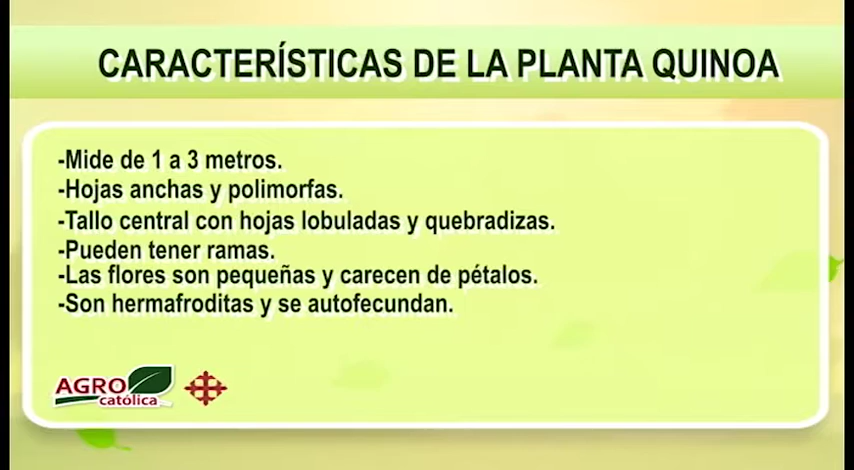 CARACTERÍSTICAS DE LA PLANTA QUINOA
-Mide de 1 a 3 metros.
-Hojas anchas y polimorfas.
-Tallo central con hojas lobuladas y quebradizas.
-Pueden tener ramas.
-Las flores son pequeñas y carecen de pétalos.
-Son hermafroditas y se autofecundan.
AGRO
católica